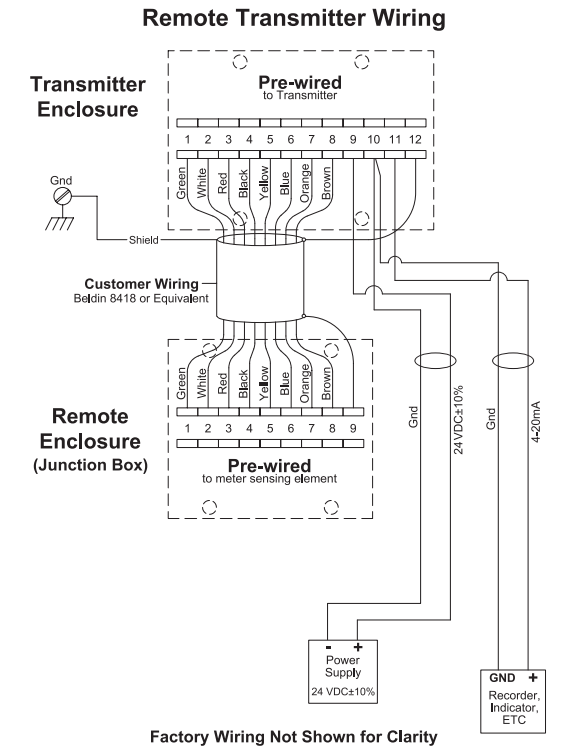 Remote Transmitter Wiring
Transmitter
Enclosure
Pre-wired
to Transmitter
1 2 3 4 5 6 7 8 9 10 11 12
Green
White
Red
Black
Yellow
Blue
Orange
Brown
Gnd
Shield
Customer Wiring
Beldin 8418 or Equivalent
Green
White
Red
Black
Yellow
Blue
Orange
Brown
1 2 3 4 5 6 7 8 9
Remote
Enclosure
(Junction Box)
Pre-wired
to meter sensing element
Gnd
24 VDC±10%
Gnd
4-20mA
- +
Power
Supply
24 VDC±10%
GND +
Recorder,
Indicator,
ETC
Factory Wiring Not Shown for Clarity